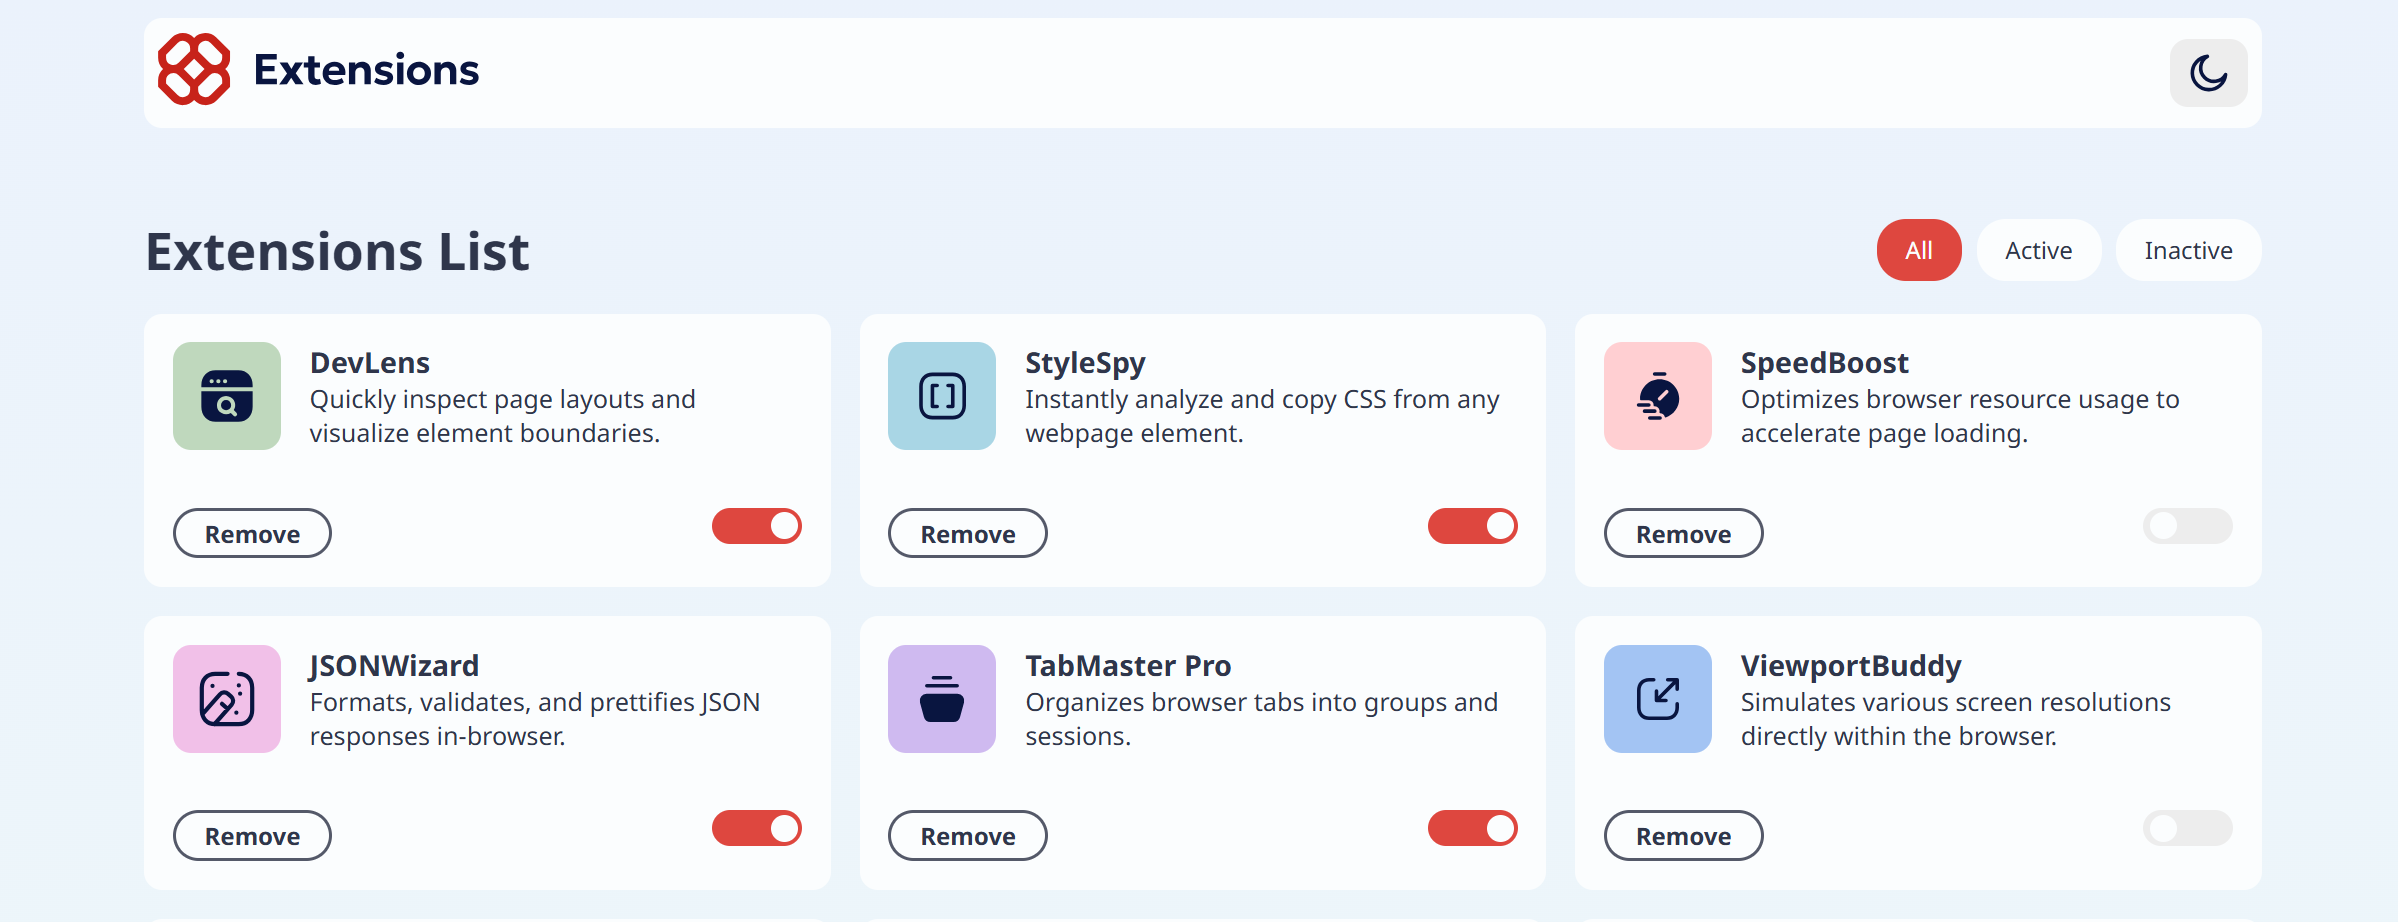 Extensions
Extensions List
All
Active
Inactive
DevLens
Quickly inspect page layouts and
visualize element boundaries.
Remove
StyleSpy
Instantly analyze and copy CSS from any
webpage element.
Remove
SpeedBoost
Optimizes browser resource usage to
accelerate page loading.
Remove
JSONWizard
Formats, validates, and prettifies JSON
responses in-browser.
Remove
TabMaster Pro
Organizes browser tabs into groups and
sessions.
Remove
ViewportBuddy
Simulates various screen resolutions
directly within the browser.
Remove